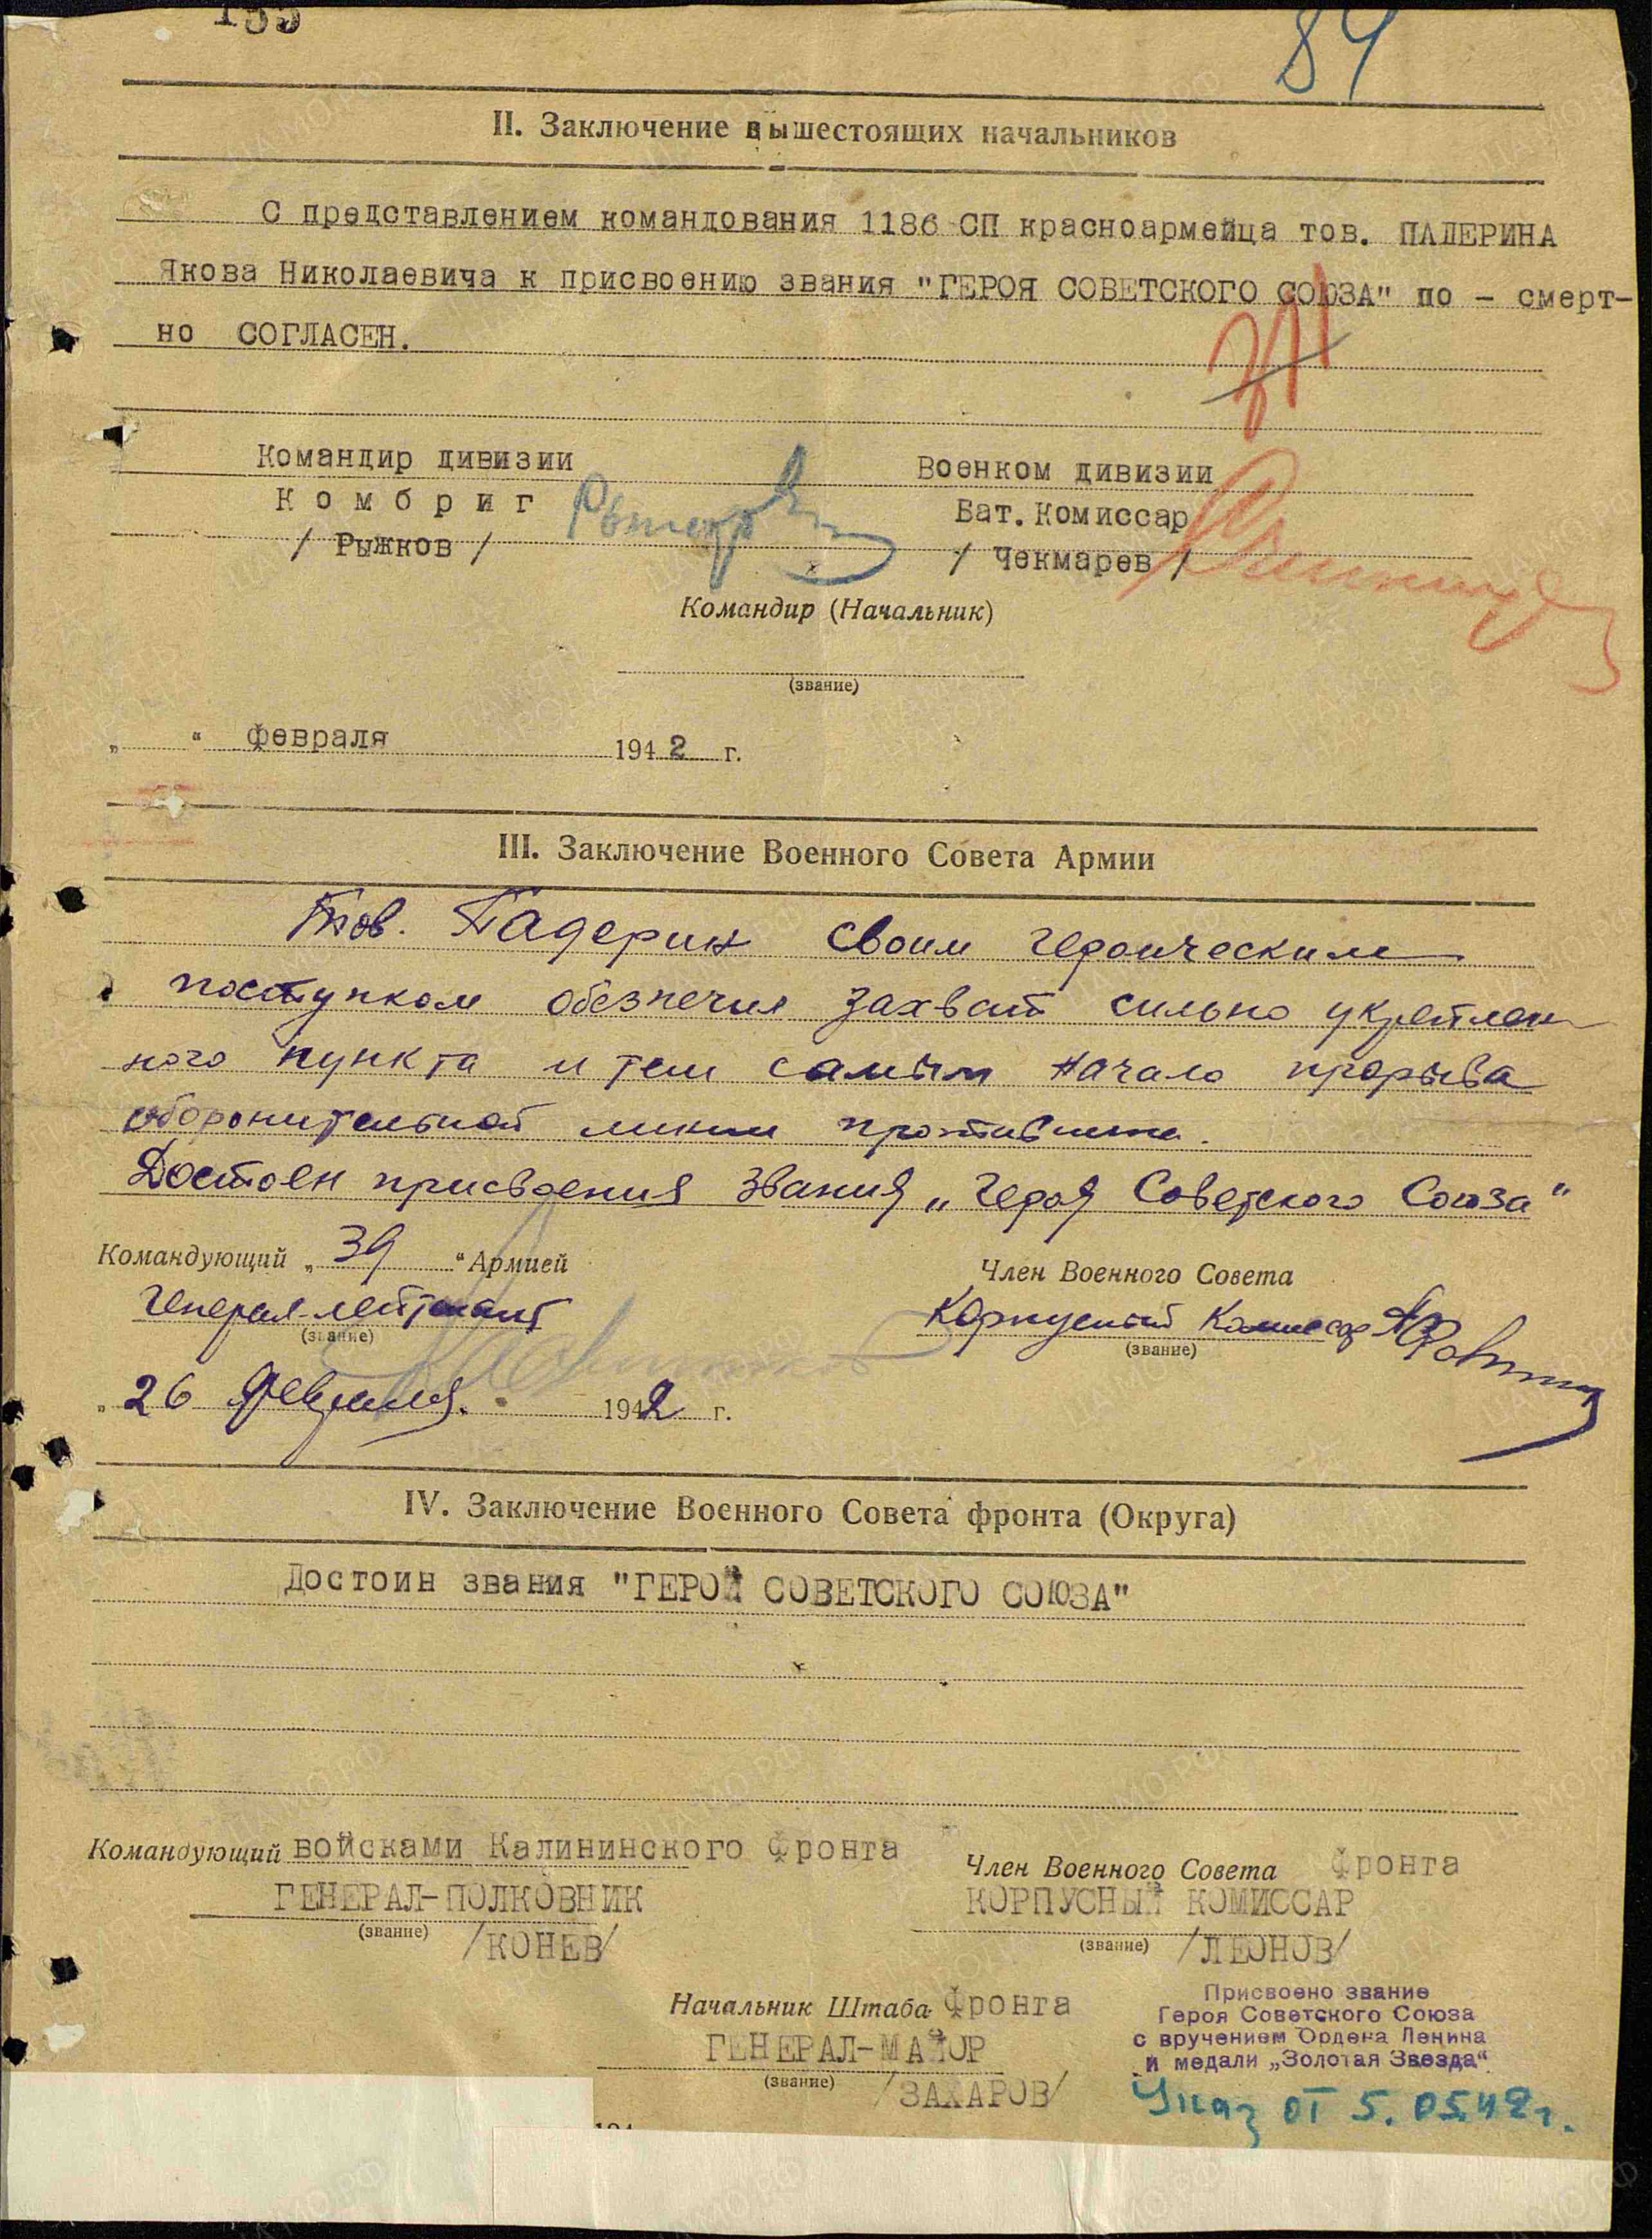 84
II. Заключение вышестоящих начальников
С представлением командования 1186 СП красноармейца тов. ПАДЕРИНА
Якова Николаевича к присвоению звания "ГЕРОЯ СОВЕТСКОГО СОЮЗА" по - смерт-
но СОГЛАСЕН.
Командир дивизии
Комбриг
/ Рыжков /
Военком дивизии
Бат. Комиссар
/ Чекмарев /
Командир (Начальник)
(звание)
„ “ февраля 1942 г.
III. Заключение Военного Совета Армии
Тов. Падерин своим героическим
поступком обеспечил захват сильно укреплен
ного пункта и тем самым начало прорыва
оборонительной линии противника.
Достоен присвоения звания „Героя Советского Союза"
Командующий „39“ Армией
Генерал-лейтенант
(звание)
Член Военного Совета
Корпусный Комиссар
(звание)
„26 февраля. 1942 г.
IV. Заключение Военного Совета фронта (Округа)
Достоин звания "ГЕРОЙ СОВЕТСКОГО СОЮЗА"
Командующий войсками Калининского Фронта
ГЕНЕРАЛ-ПОЛКОВНИК
(звание) /КОНЕВ/
Член Военного Совета Фронта
КОРПУСНЫЙ КОМИССАР
(звание) /ЛЕОНОВ/
Начальник Штаба Фронта
ГЕНЕРАЛ-МАЙОР
(звание) /ЗАХАРОВ/
Присвоено звание
Героя Советского Союза
с вручением Ордена Ленина
и медали „Золотая Звезда“
Указ от 5.05.42 г.